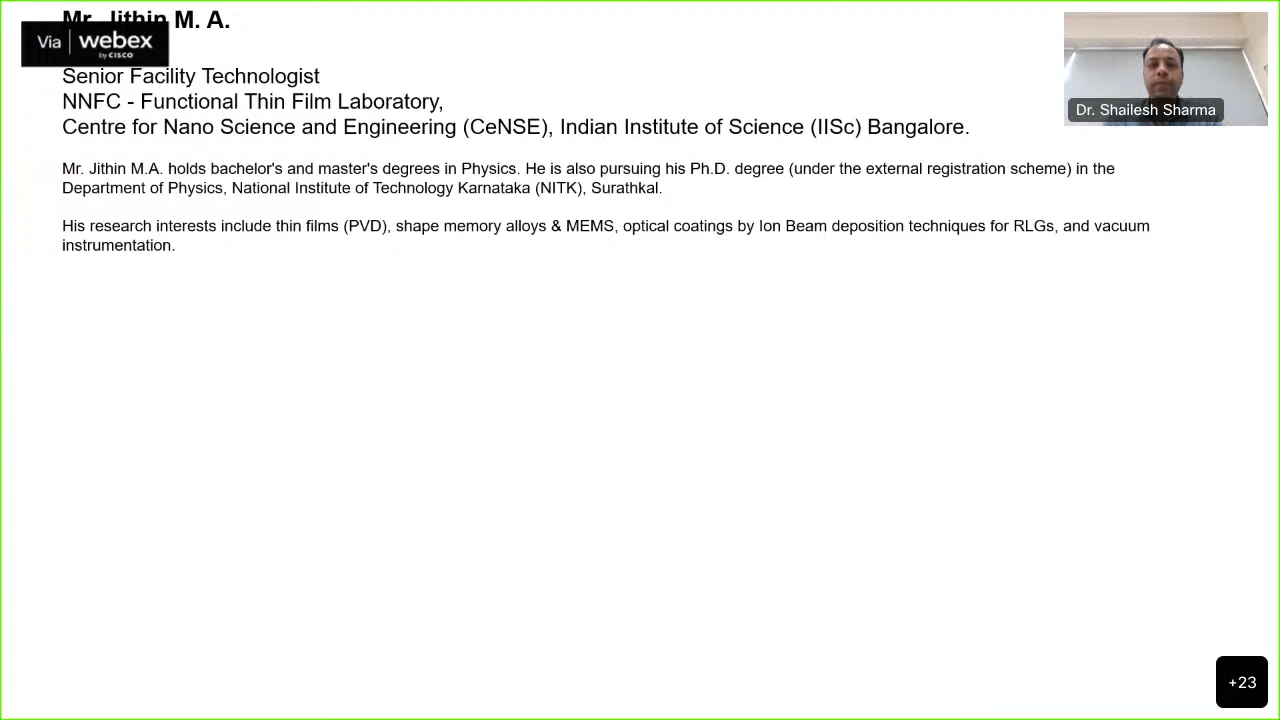 Mr. Jithin M. A.
Via webex
by CISCO
Senior Facility Technologist
NNFC - Functional Thin Film Laboratory,
Centre for Nano Science and Engineering (CeNSE), Indian Institute of Science (IISc) Bangalore.
Mr. Jithin M.A. holds bachelor's and master's degrees in Physics. He is also pursuing his Ph.D. degree (under the external registration scheme) in the
Department of Physics, National Institute of Technology Karnataka (NITK), Surathkal.
His research interests include thin films (PVD), shape memory alloys & MEMS, optical coatings by Ion Beam deposition techniques for RLGs, and vacuum
instrumentation.
Dr. Shailesh Sharma
+23